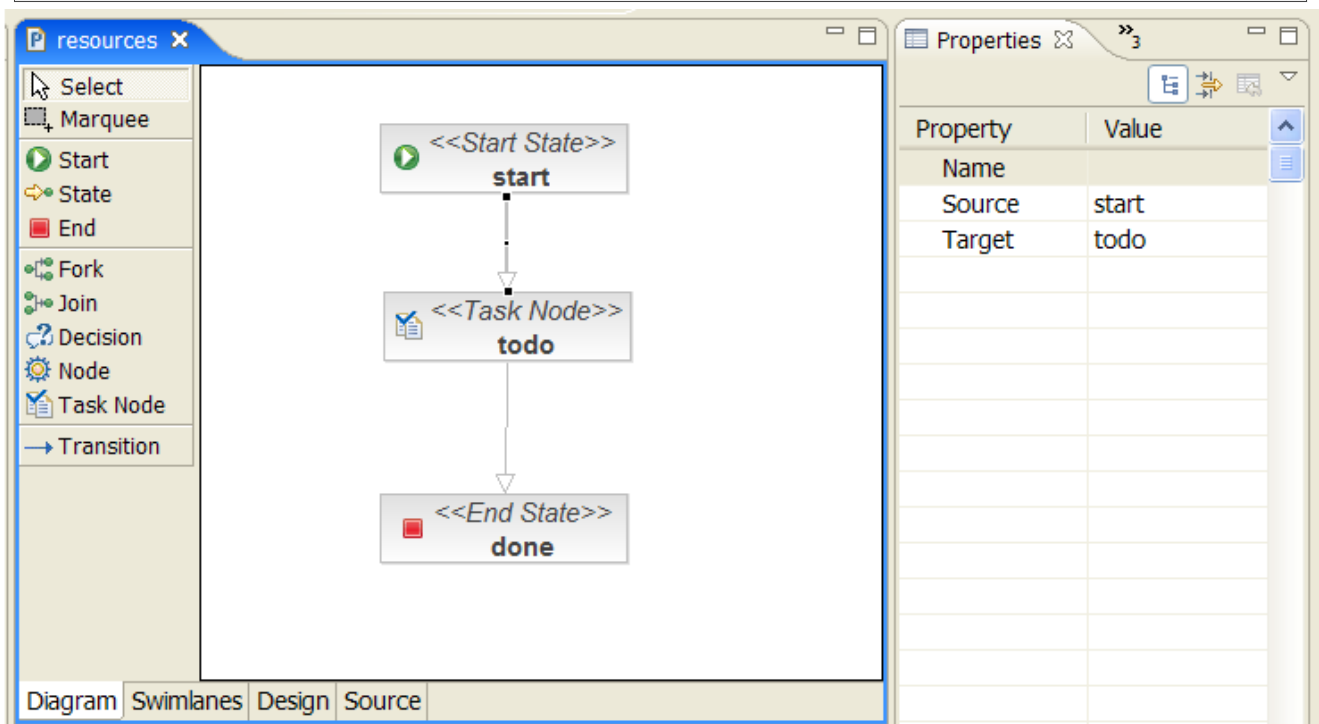 resources
Select
Marquee
Start
State
End
Fork
Join
Decision
Node
Task Node
Transition
<<Start State>>
start
<<Task Node>>
todo
<<End State>>
done
Diagram Swimlanes Design Source
Properties »3
Property Value
Name
Source start
Target todo